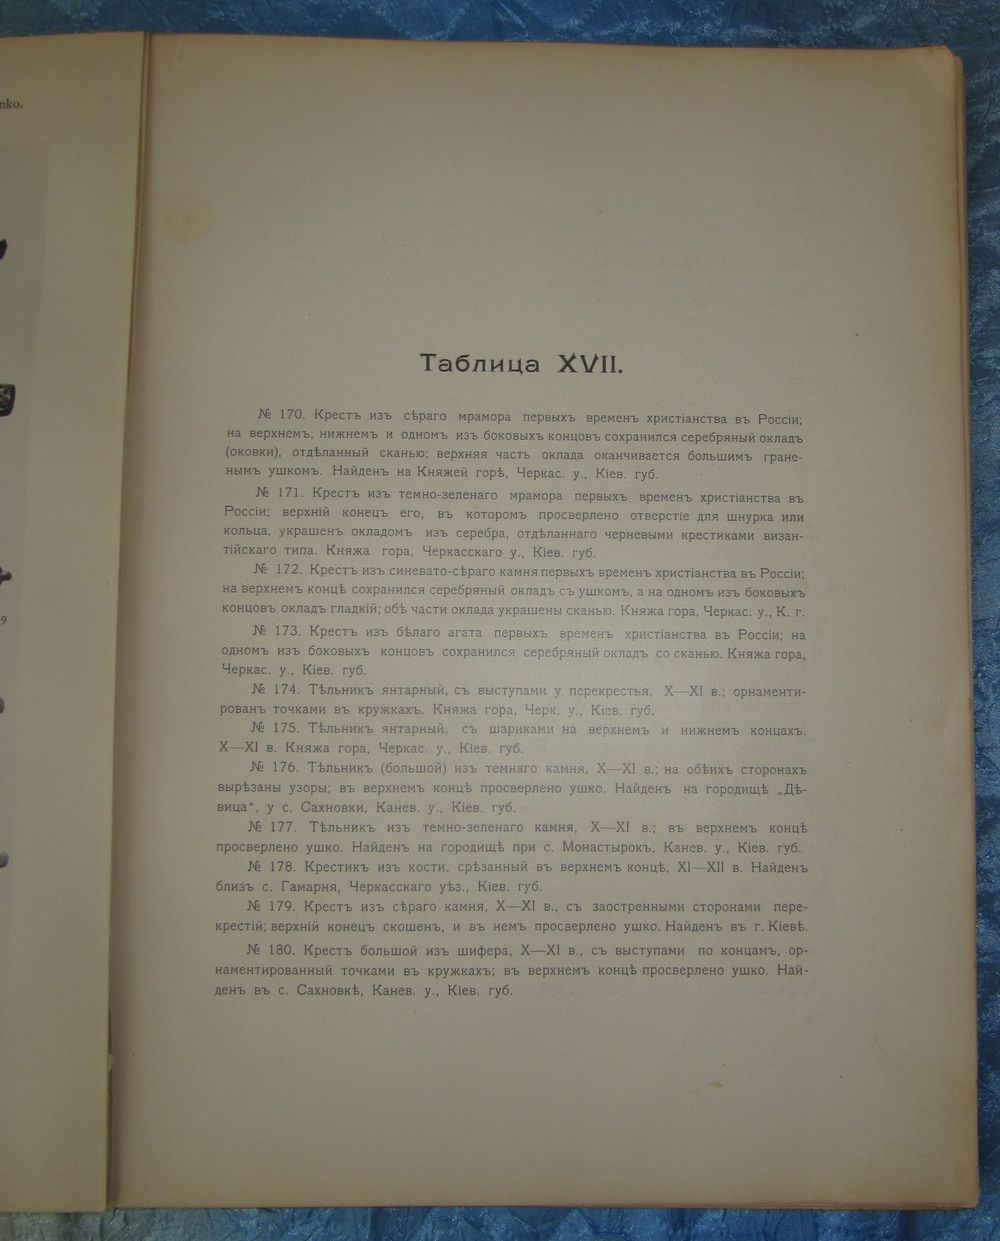 nko.
9
Таблица XVII.
№ 170. Крестъ изъ сѣраго мрамора первыхъ временъ христіанства въ Россіи;
на верхнемъ, нижнемъ и одномъ изъ боковыхъ концовъ сохранился серебряный окладъ
(оковки), отдѣланный сканью; верхняя часть оклада оканчивается большимъ гране-
нымъ ушкомъ. Найденъ на Княжей горѣ, Черкас. у., Кіев. губ.
№ 171. Крестъ изъ темно-зеленаго мрамора первыхъ временъ христіанства въ
Россіи; верхній конецъ его, въ которомъ просверлено отверстіе для шнурка или
кольца, украшенъ окладомъ изъ серебра, отдѣланнаго черневыми крестиками визан-
тійскаго типа. Княжа гора, Черкасскаго у., Кіев. губ.
№ 172. Крестъ изъ синевато-сѣраго камня первыхъ временъ христіанства въ Россіи;
на верхнемъ концѣ сохранился серебряный окладъ съ ушкомъ, а на одномъ изъ боковыхъ
концовъ окладъ гладкій; обѣ части оклада украшены сканью. Княжа гора, Черкас. у., К. г.
№ 173. Крестъ изъ бѣлаго агата первыхъ временъ христіанства въ Россіи; на
одномъ изъ боковыхъ концовъ сохранился серебряный окладъ со сканью. Княжа гора,
Черкас. у., Кіев. губ.
№ 174. Тѣльникъ янтарный, съ выступами у перекрестья, X—XI в.; орнаменти-
рованъ точками въ кружкахъ. Княжа гора, Черк. у., Кіев. губ.
№ 175. Тѣльникъ янтарный, съ шариками на верхнемъ и нижнемъ концахъ.
X—XI в. Княжа гора, Черкас. у., Кіев. губ.
№ 176. Тѣльникъ (большой) изъ темнаго камня, X—XI в.; на обѣихъ сторонахъ
вырѣзаны узоры; въ верхнемъ концѣ просверлено ушко. Найденъ на городищѣ „Дѣ-
вица“, у с. Сахновки, Канев. у., Кіев. губ.
№ 177. Тѣльникъ изъ темно-зеленаго камня, X—XI в.; въ верхнемъ концѣ
просверлено ушко. Найденъ на городищѣ при с. Монастырокъ, Канев. у., Кіев. губ.
№ 178. Крестикъ изъ кости, срѣзанный въ верхнемъ концѣ, XI—XII в. Найденъ
близъ с. Гамарня, Черкасскаго уѣз., Кіев. губ.
№ 179. Крестъ изъ сѣраго камня, X—XI в., съ заостренными сторонами пере-
крестій; верхній конецъ скошенъ, и въ немъ просверлено ушко. Найденъ въ г. Кіевѣ.
№ 180. Крестъ большой изъ шифера, X—XI в., съ выступами по концамъ, ор-
наментированный точками въ кружкахъ; въ верхнемъ концѣ просверлено ушко. Най-
денъ въ с. Сахновкѣ, Канев. у., Кіев. губ.